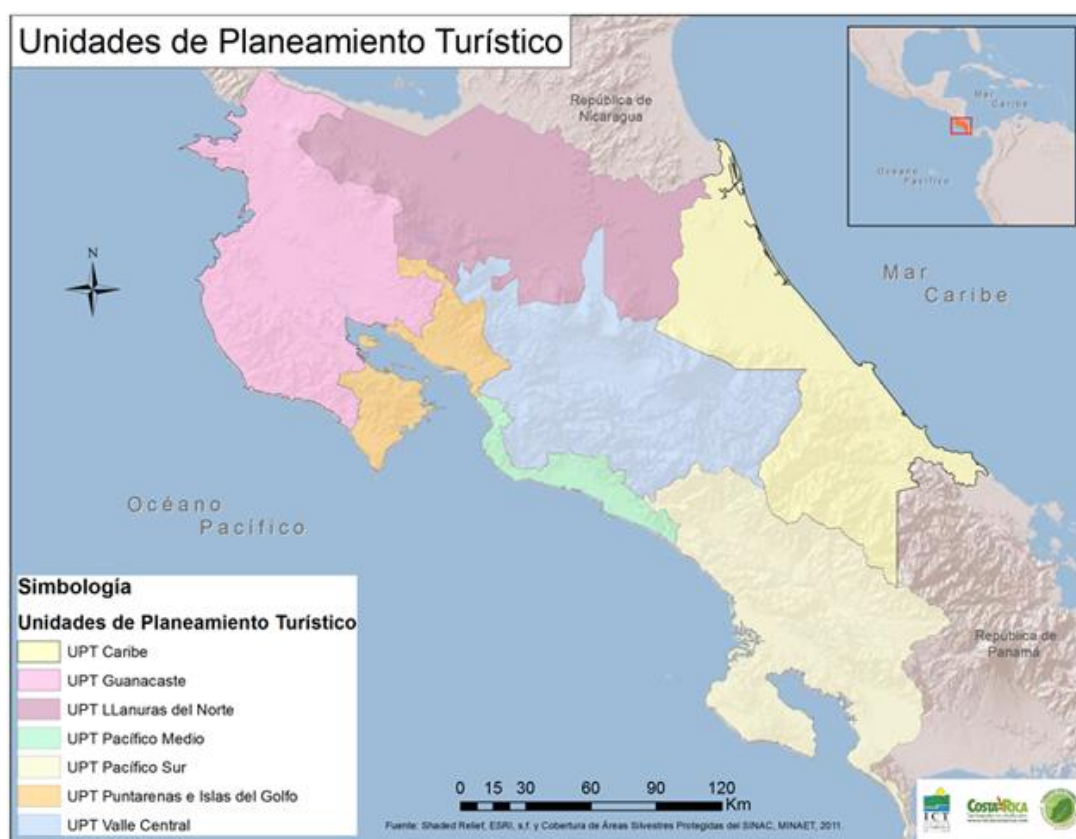 Unidades de Planeamiento Turístico
República de
Nicaragua
Mar
Caribe
Océano
Pacífico
N
Mar
Caribe
Océano
Pacífico
República de
Panamá
Simbología
Unidades de Planeamiento Turístico
UPT Caribe
UPT Guanacaste
UPT LLanuras del Norte
UPT Pacífico Medio
UPT Pacífico Sur
UPT Puntarenas e Islas del Golfo
UPT Valle Central
0 15 30 60 90 120
Km
Fuente: Shaded Relief, ESRI, s.f. y Cobertura de Áreas Silvestres Protegidas del SINAC, MINAET, 2011.
ICT
COSTA RICA